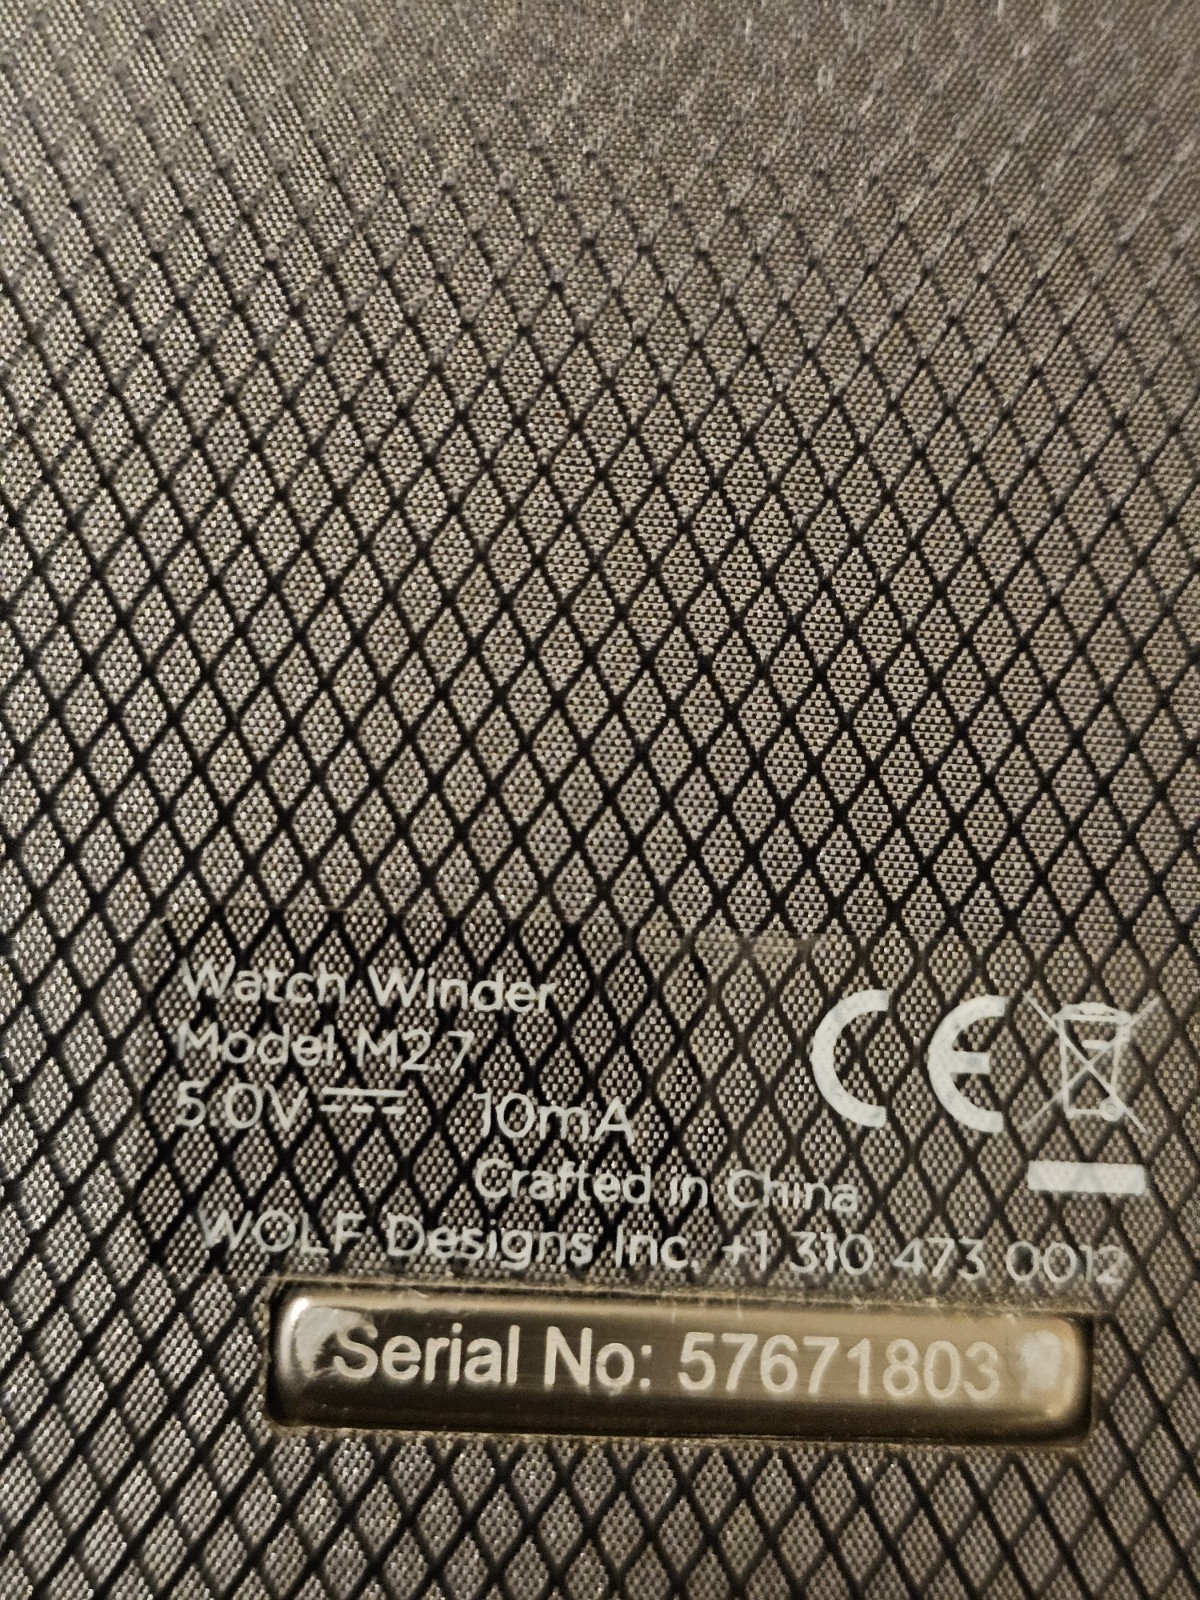 Watch Winder
Model M2.7
5.0V ⎓ 10mA
Crafted in China
WOLF Designs Inc. +1 310 473 0012
CE
Serial No: 57671803